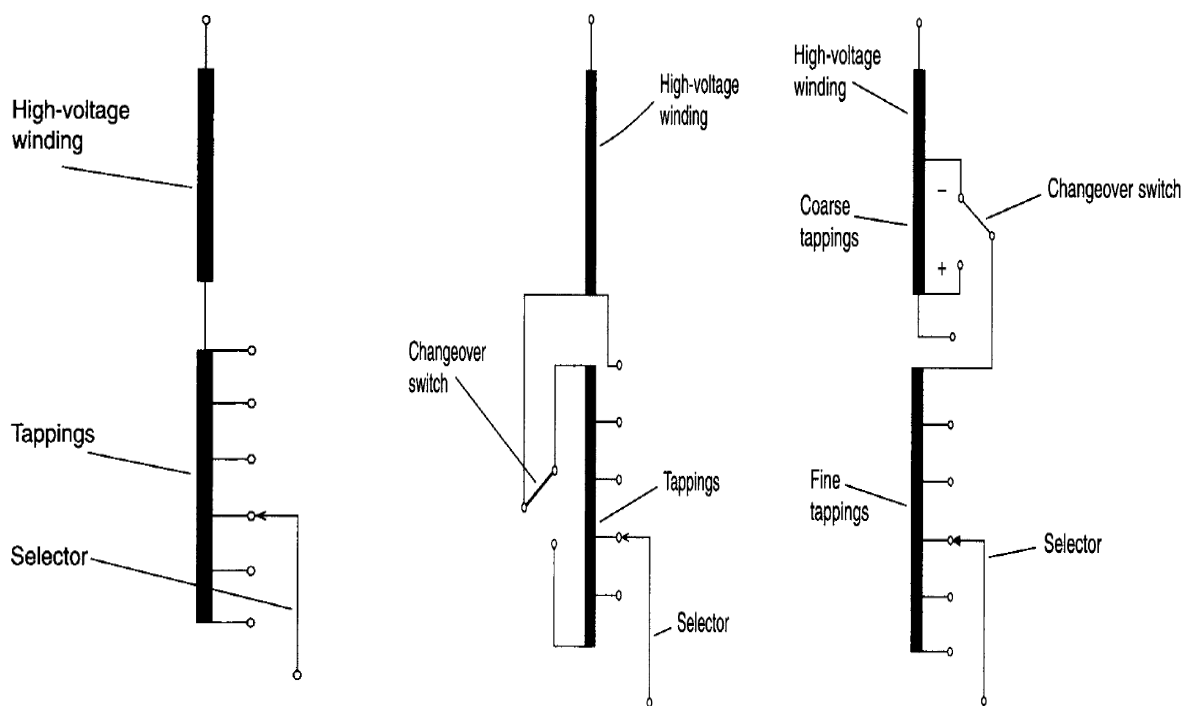 High-voltage
winding
Tappings
Selector
High-voltage
winding
Changeover
switch
Tappings
Selector
High-voltage
winding
Coarse
tappings
−
+
Changeover switch
Fine
tappings
Selector